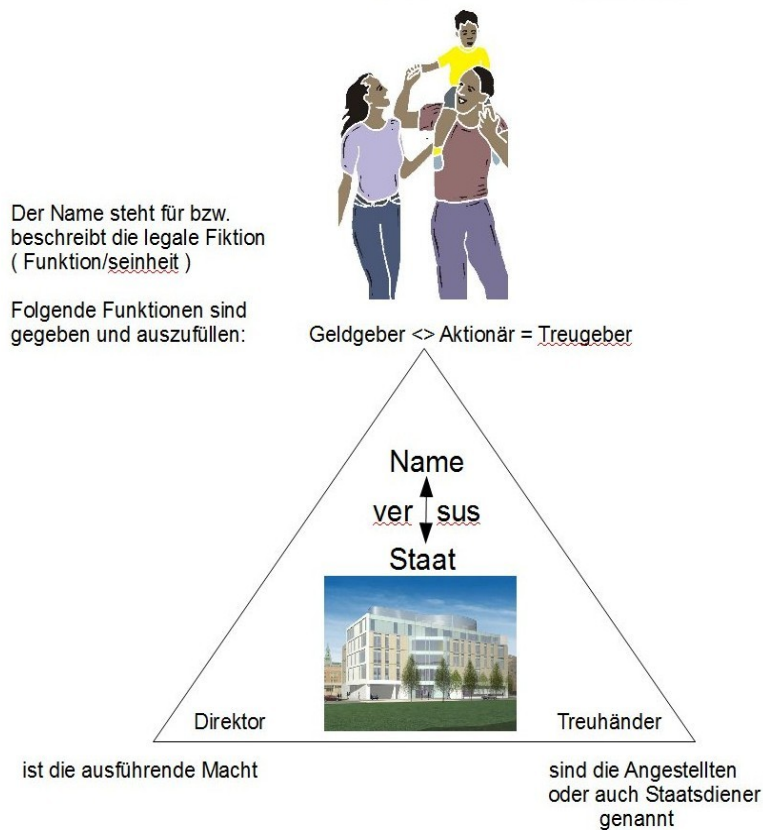 Der Name steht für bzw.
beschreibt die legale Fiktion
( Funktion/seinheit )
Folgende Funktionen sind
gegeben und auszufüllen:
Geldgeber <> Aktionär = Treugeber
Name
ver sus
Staat
Direktor
Treuhänder
ist die ausführende Macht
sind die Angestellten
oder auch Staatsdiener
genannt